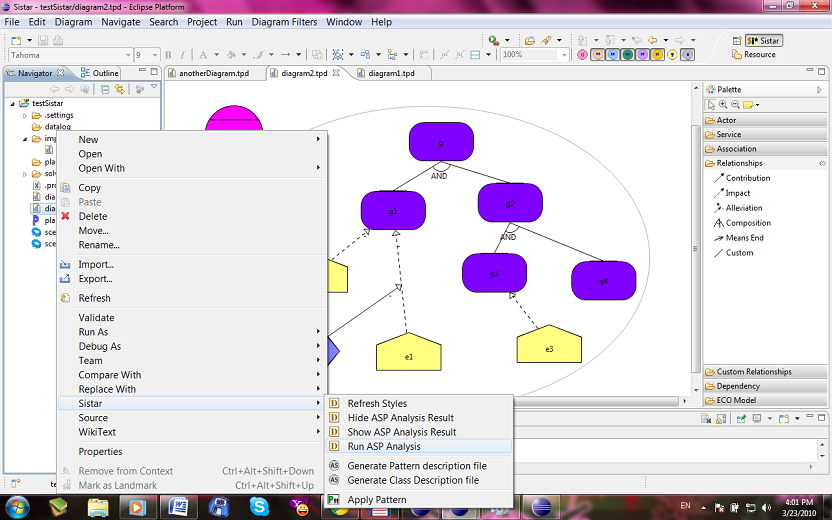 Sistar - testSistar/diagram2.tpd - Eclipse Platform
File Edit Diagram Navigate Search Project Run Diagram Filters Window Help
Tahoma 9 B I A 100% Sistar
Resource
Navigator Outline
anotherDiagram.tpd diagram2.tpd diagram1.tpd
testSistar
.settings
datalog
imp
pla
solv
.pro
dia
dia
pla
sce
sce
New
Open
Open With
Copy
Paste
Delete
Move...
Rename...
Import...
Export...
Refresh
Validate
Run As
Debug As
Team
Compare With
Replace With
Sistar
Source
WikiText
Properties
Remove from Context Ctrl+Alt+Shift+Down
Mark as Landmark Ctrl+Alt+Shift+Up
Refresh Styles
Hide ASP Analysis Result
Show ASP Analysis Result
Run ASP Analysis
Generate Pattern description file
Generate Class Description file
Apply Pattern
g
AND
g1
g2
AND
g3
g4
e1
e3
Palette
Actor
Service
Association
Relationships
Contribution
Impact
Alleviation
Composition
Means End
Custom
Custom Relationships
Dependency
ECO Model
EN
4:01 PM
3/23/2010